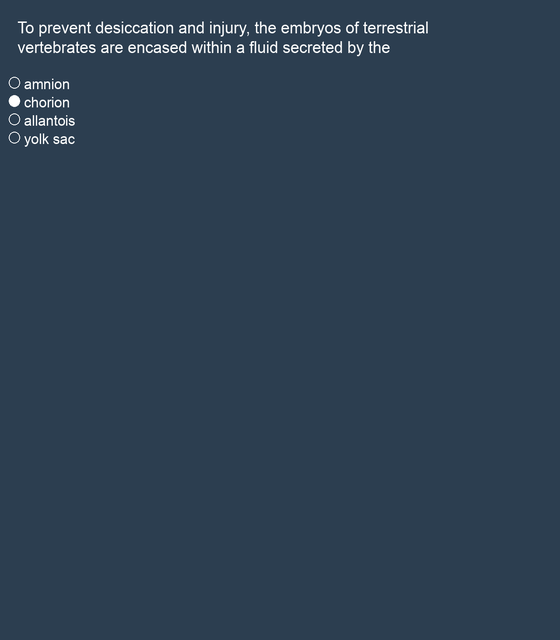 To prevent desiccation and injury, the embryos of terrestrial
vertebrates are encased within a fluid secreted by the
amnion
chorion
allantois
yolk sac